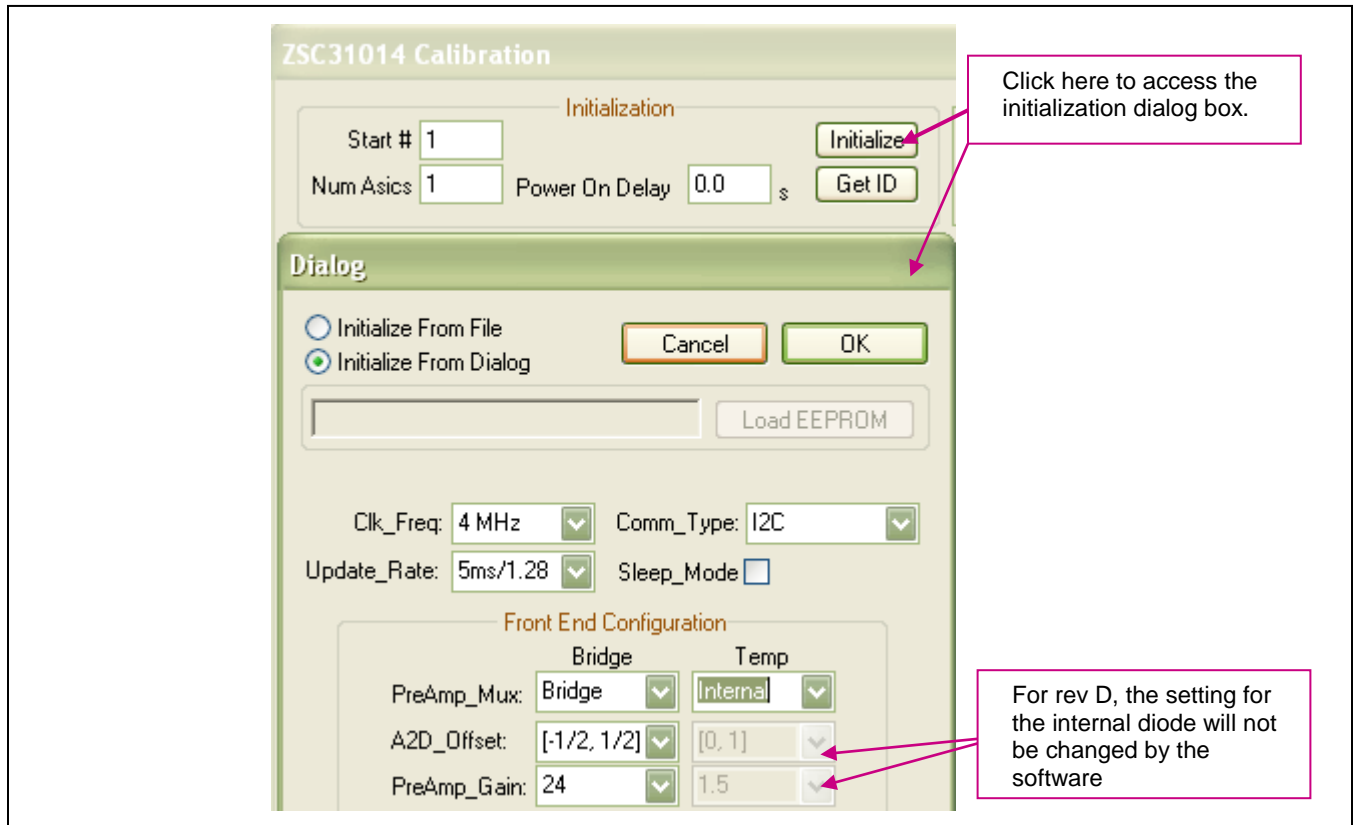 ZSC31014 Calibration
Click here to access the
initialization dialog box.
Initialization
Start # 1
Initialize
Num Asics 1 Power On Delay 0.0 s Get ID
Dialog
Initialize From File
Initialize From Dialog
Cancel OK
Load EEPROM
Clk_Freq: 4 MHz Comm_Type: I2C
Update_Rate: 5ms/1.28 Sleep_Mode
Front End Configuration
Bridge Temp
PreAmp_Mux: Bridge Internal
A2D_Offset: [-1/2, 1/2] [0, 1]
PreAmp_Gain: 24 1.5
For rev D, the setting for
the internal diode will not
be changed by the
software